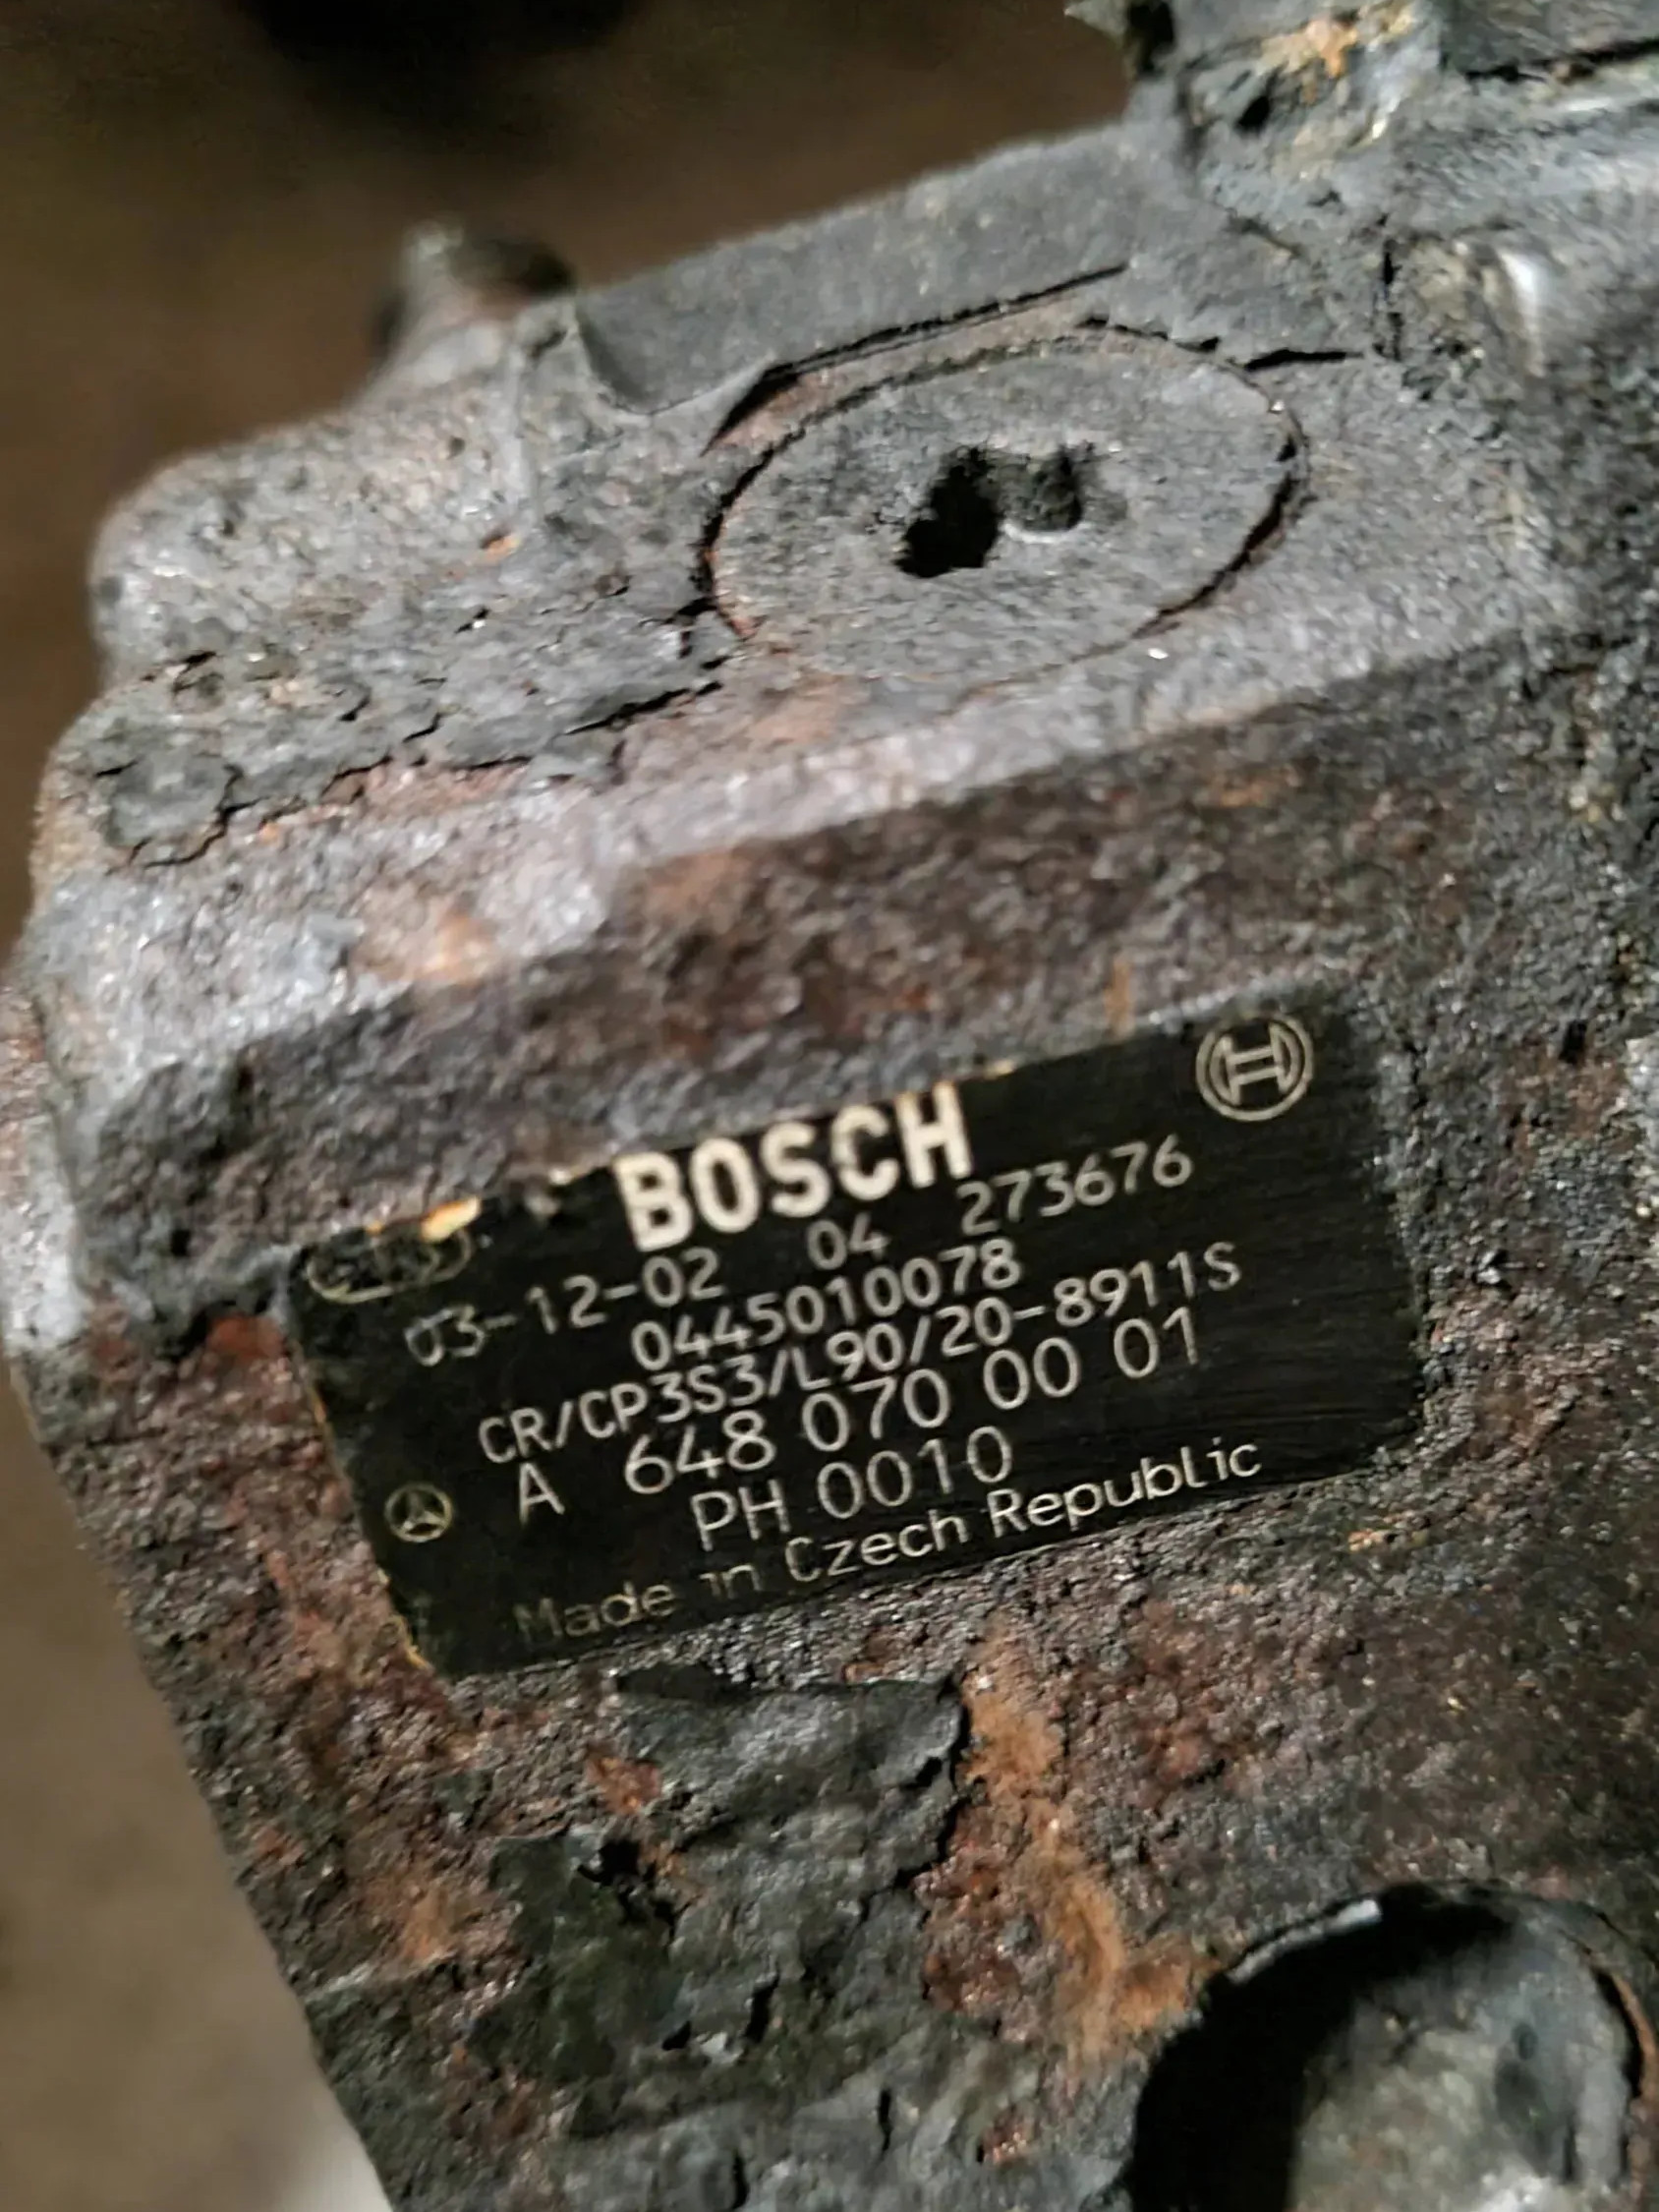 BOSCH
03-12-02 04 273676
0445010078
CR/CP3S3/L90/20-8911S
A 648 070 00 01
PH 0010
Made in Czech Republic